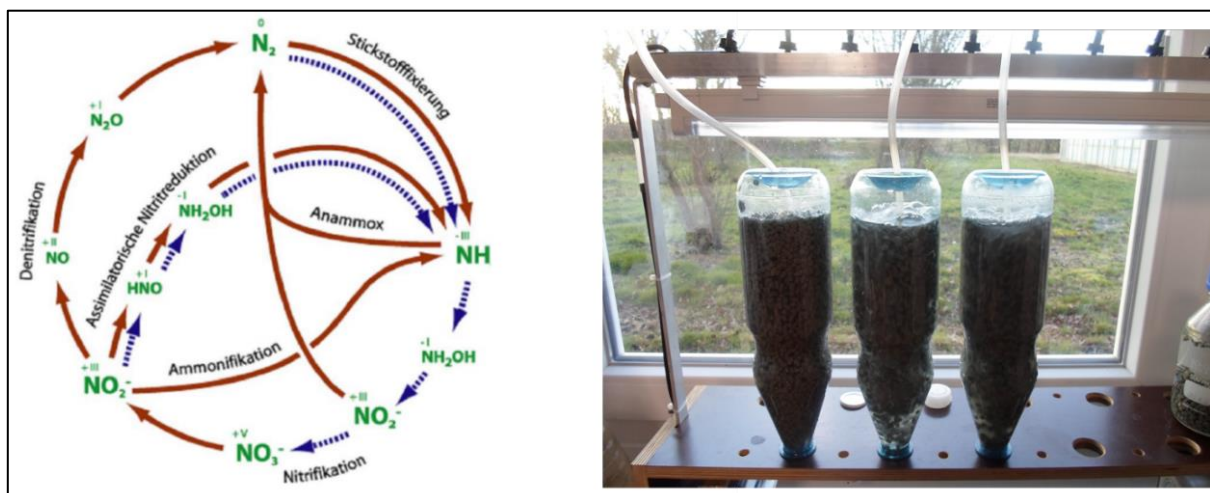 0
N₂
Stickstofffixierung
+I
N₂O
Denitrifikation
+II
NO
Assimilatorische Nitritreduktion
-I
NH₂OH
+I
HNO
Anammox
-III
NH
Ammonifikation
+III
NO₂⁻
-I
NH₂OH
+III
NO₂⁻
+V
NO₃⁻
Nitrifikation